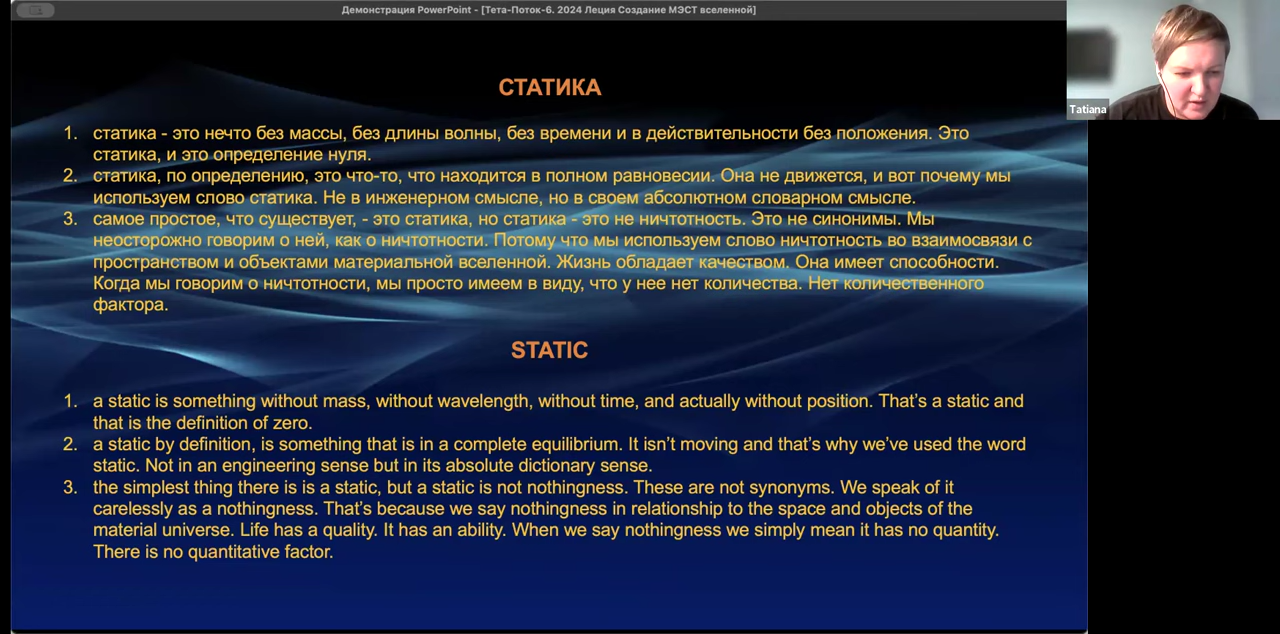 Демонстрация PowerPoint - [Тета-Поток-6. 2024 Леция Создание МЭСТ вселенной]
Tatiana
СТАТИКА
1. статика - это нечто без массы, без длины волны, без времени и в действительности без положения. Это
статика, и это определение нуля.
2. статика, по определению, это что-то, что находится в полном равновесии. Она не движется, и вот почему мы
используем слово статика. Не в инженерном смысле, но в своем абсолютном словарном смысле.
3. самое простое, что существует, - это статика, но статика - это не ничтотность. Это не синонимы. Мы
неосторожно говорим о ней, как о ничтотности. Потому что мы используем слово ничтотность во взаимосвязи с
пространством и объектами материальной вселенной. Жизнь обладает качеством. Она имеет способности.
Когда мы говорим о ничтотности, мы просто имеем в виду, что у нее нет количества. Нет количественного
фактора.
STATIC
1. a static is something without mass, without wavelength, without time, and actually without position. That’s a static and
that is the definition of zero.
2. a static by definition, is something that is in a complete equilibrium. It isn’t moving and that’s why we’ve used the word
static. Not in an engineering sense but in its absolute dictionary sense.
3. the simplest thing there is is a static, but a static is not nothingness. These are not synonyms. We speak of it
carelessly as a nothingness. That’s because we say nothingness in relationship to the space and objects of the
material universe. Life has a quality. It has an ability. When we say nothingness we simply mean it has no quantity.
There is no quantitative factor.